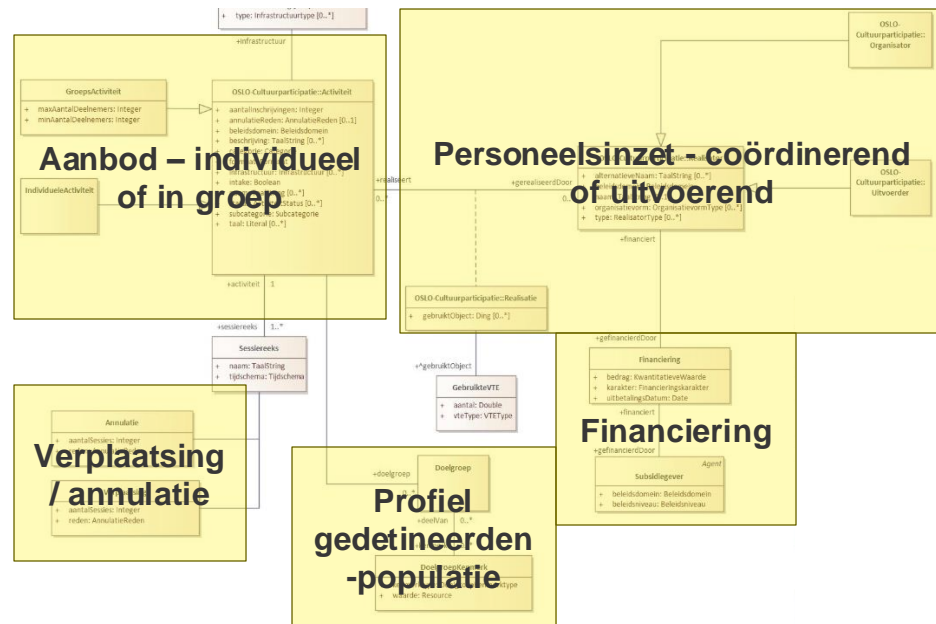 + type: Infrastructuurtype [0..*]
+infrastructuur
GroepsActiviteit
+ maxAantalDeelnemers: Integer
+ minAantalDeelnemers: Integer
IndividueleActiviteit
OSLO-Cultuurparticipatie::Activiteit
+ aantalInschrijvingen: Integer
+ annulatieReden: AnnulatieReden [0..1]
+ beleidsdomein: Beleidsdomein
+ beschrijving: TaalString [0..*]
+ intake: Boolean
+ subcategorie: Subcategorie
+ taal: Literal [0..*]
Aanbod – individueel
of in groep
+realiseert
0..*
+gerealiseerdDoor
OSLO-
Cultuurparticipatie::
Organisator
OSLO-
Cultuurparticipatie::
Uitvoerder
+ alternatieveNaam: TaalString [0..*]
+ organisatievorm: OrganisatievormType [0..*]
+ type: RealisatorType [0..*]
Personeelsinzet - coördinerend
of uitvoerend
+financiert
+activiteit 1
+sessiereeks 1..*
Sessiereeks
+ naam: TaalString
+ tijdschema: Tijdschema
OSLO-Cultuurparticipatie::Realisatie
+ gebruiktObject: Ding [0..*]
+^gebruiktObject
GebruikteVTE
+ aantal: Double
+ vteType: VTEType
+gefinancierdDoor
Financiering
+ bedrag: KwantitatieveWaarde
+ karakter: Financieringskarakter
+ uitbetalingsDatum: Date
+financiert
Financiering
+gefinancierdDoor
Agent
Subsidiegever
+ beleidsdomein: Beleidsdomein
+ beleidsniveau: Beleidsniveau
Annulatie
+ aantalSessies: Integer
Verplaatsing
/ annulatie
+ aantalSessies: Integer
+ reden: AnnulatieReden
+doelgroep
Doelgroep
+deelVan 0..*
Profiel
gedetineerden
-populatie
+ waarde: Resource